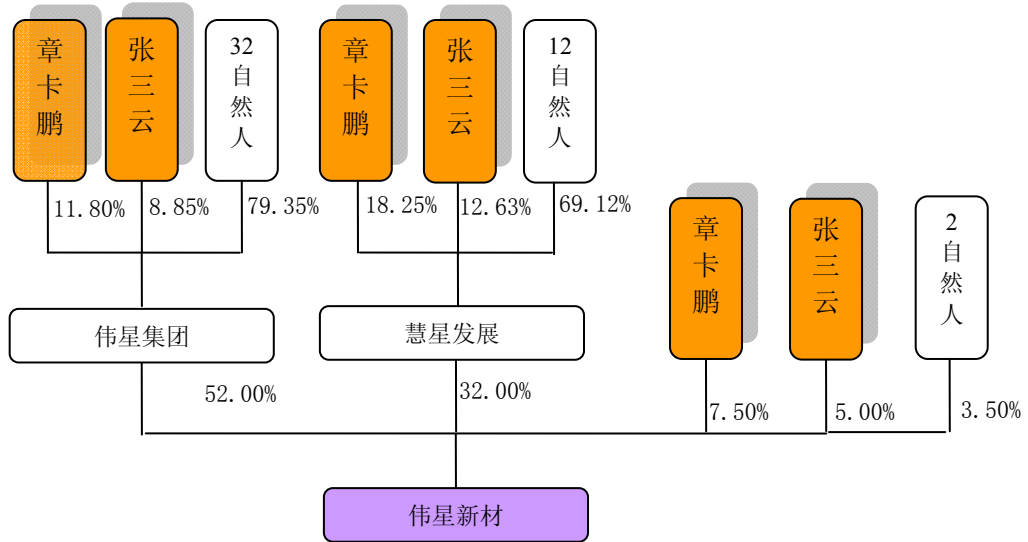 章卡鹏
张三云
32自然人
章卡鹏
张三云
12自然人
11.80%
8.85%
79.35%
18.25%
12.63%
69.12%
章卡鹏
张三云
2自然人
伟星集团
慧星发展
52.00%
32.00%
7.50%
5.00%
3.50%
伟星新材